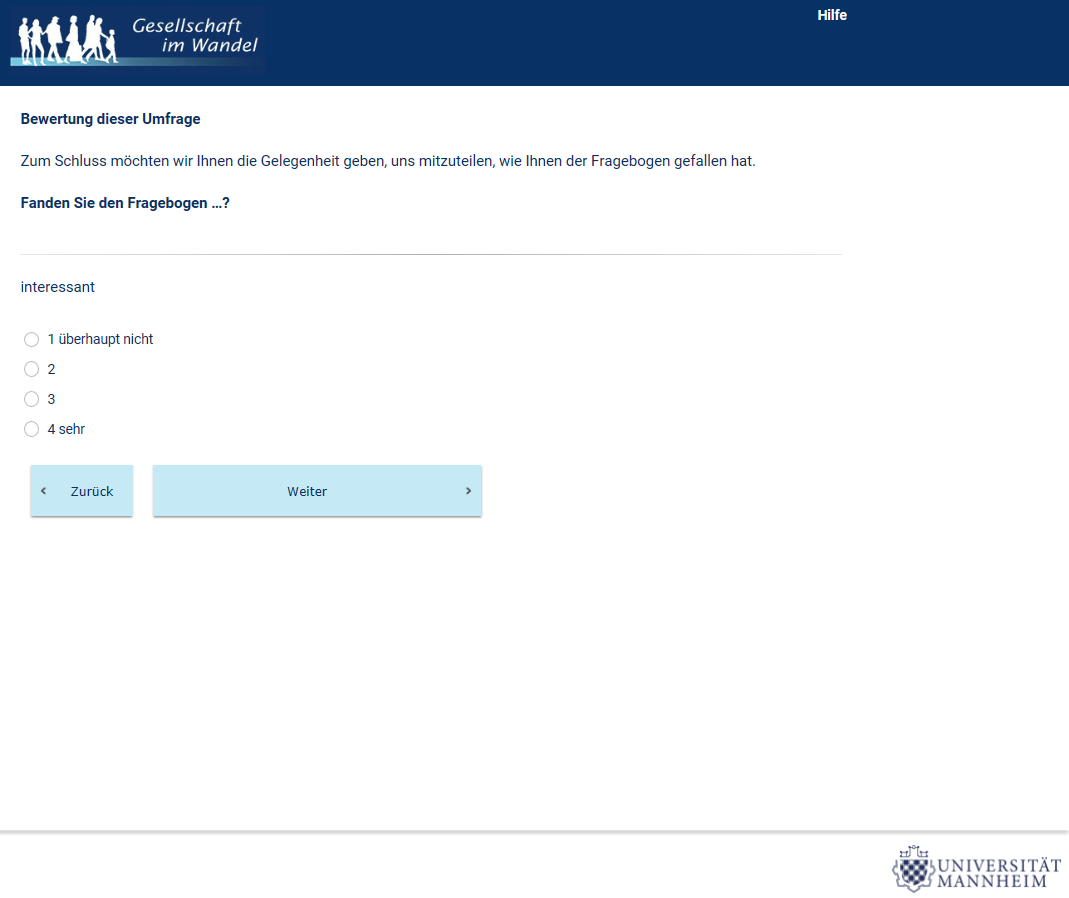 Gesellschaft
im Wandel
Hilfe
Bewertung dieser Umfrage
Zum Schluss möchten wir Ihnen die Gelegenheit geben, uns mitzuteilen, wie Ihnen der Fragebogen gefallen hat.
Fanden Sie den Fragebogen ...?
interessant
1 überhaupt nicht
2
3
4 sehr
‹ Zurück
Weiter ›
UNIVERSITÄT
MANNHEIM